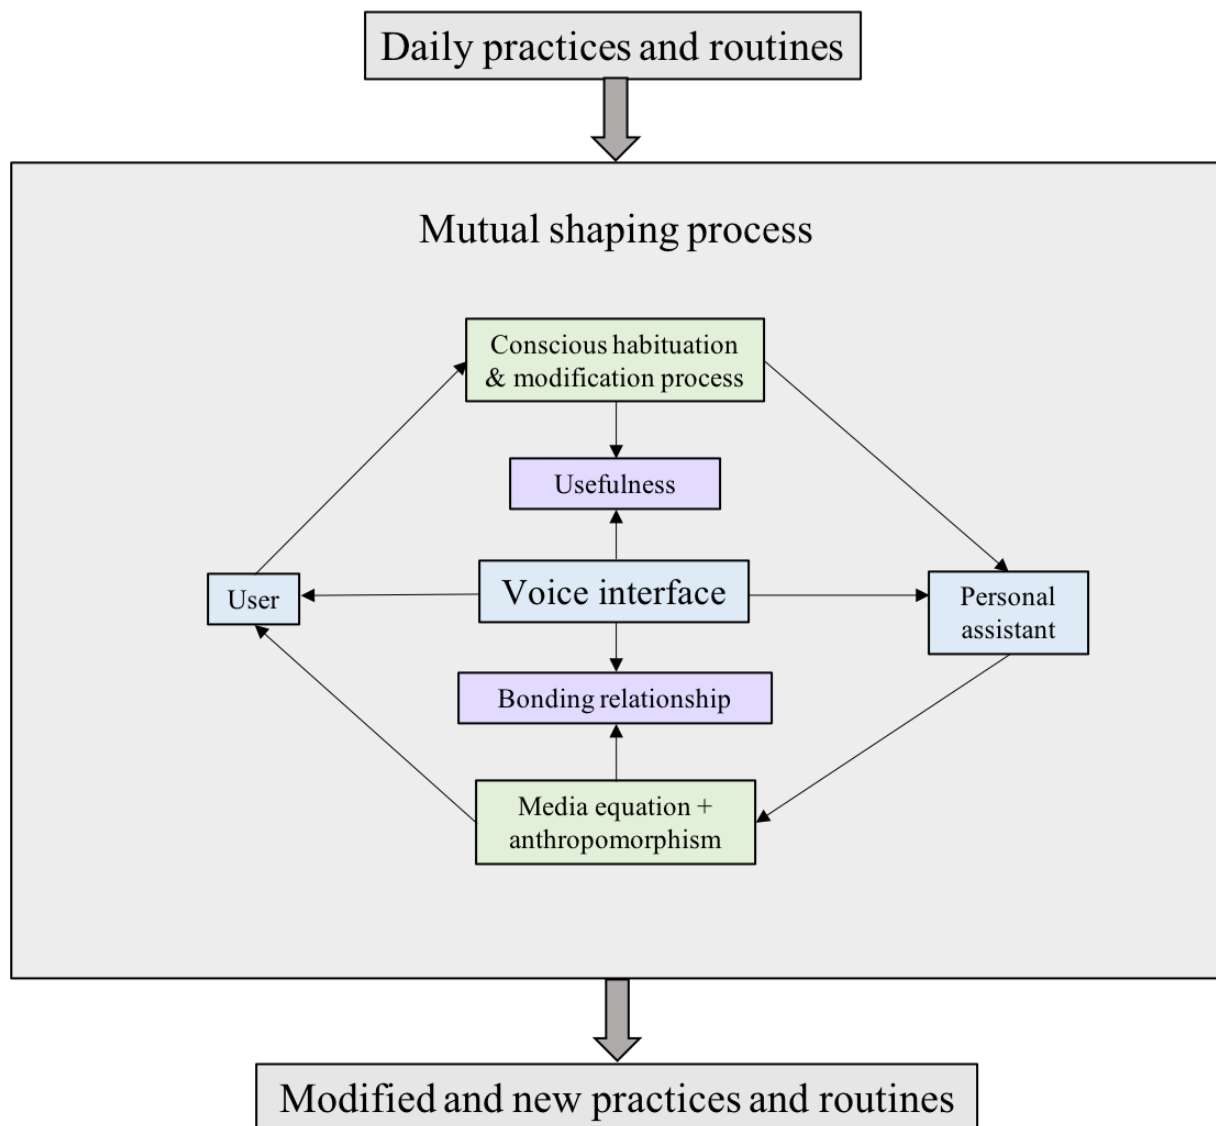 Daily practices and routines
Mutual shaping process
Conscious habituation
& modification process
Usefulness
User
Voice interface
Personal
assistant
Bonding relationship
Media equation +
anthropomorphism
Modified and new practices and routines